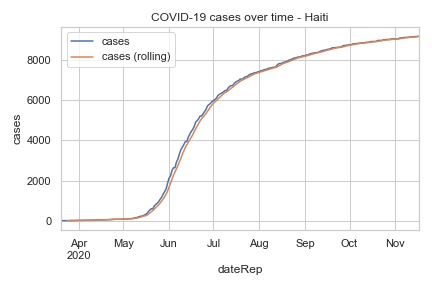 COVID-19 cases over time - Haiti
cases
cases (rolling)
8000
6000
4000
2000
0
cases
Apr
2020
May
Jun
Jul
Aug
Sep
Oct
Nov
dateRep